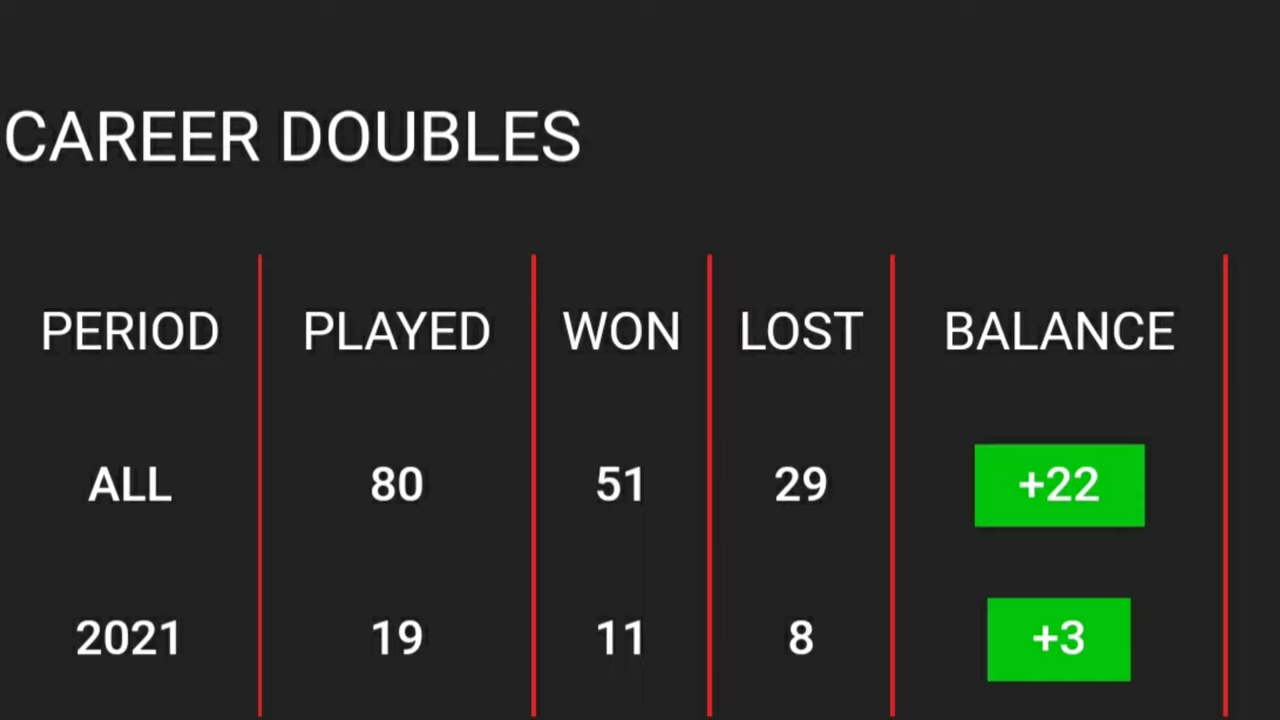 CAREER DOUBLES
PERIOD PLAYED WON LOST BALANCE
ALL 80 51 29 +22
2021 19 11 8 +3